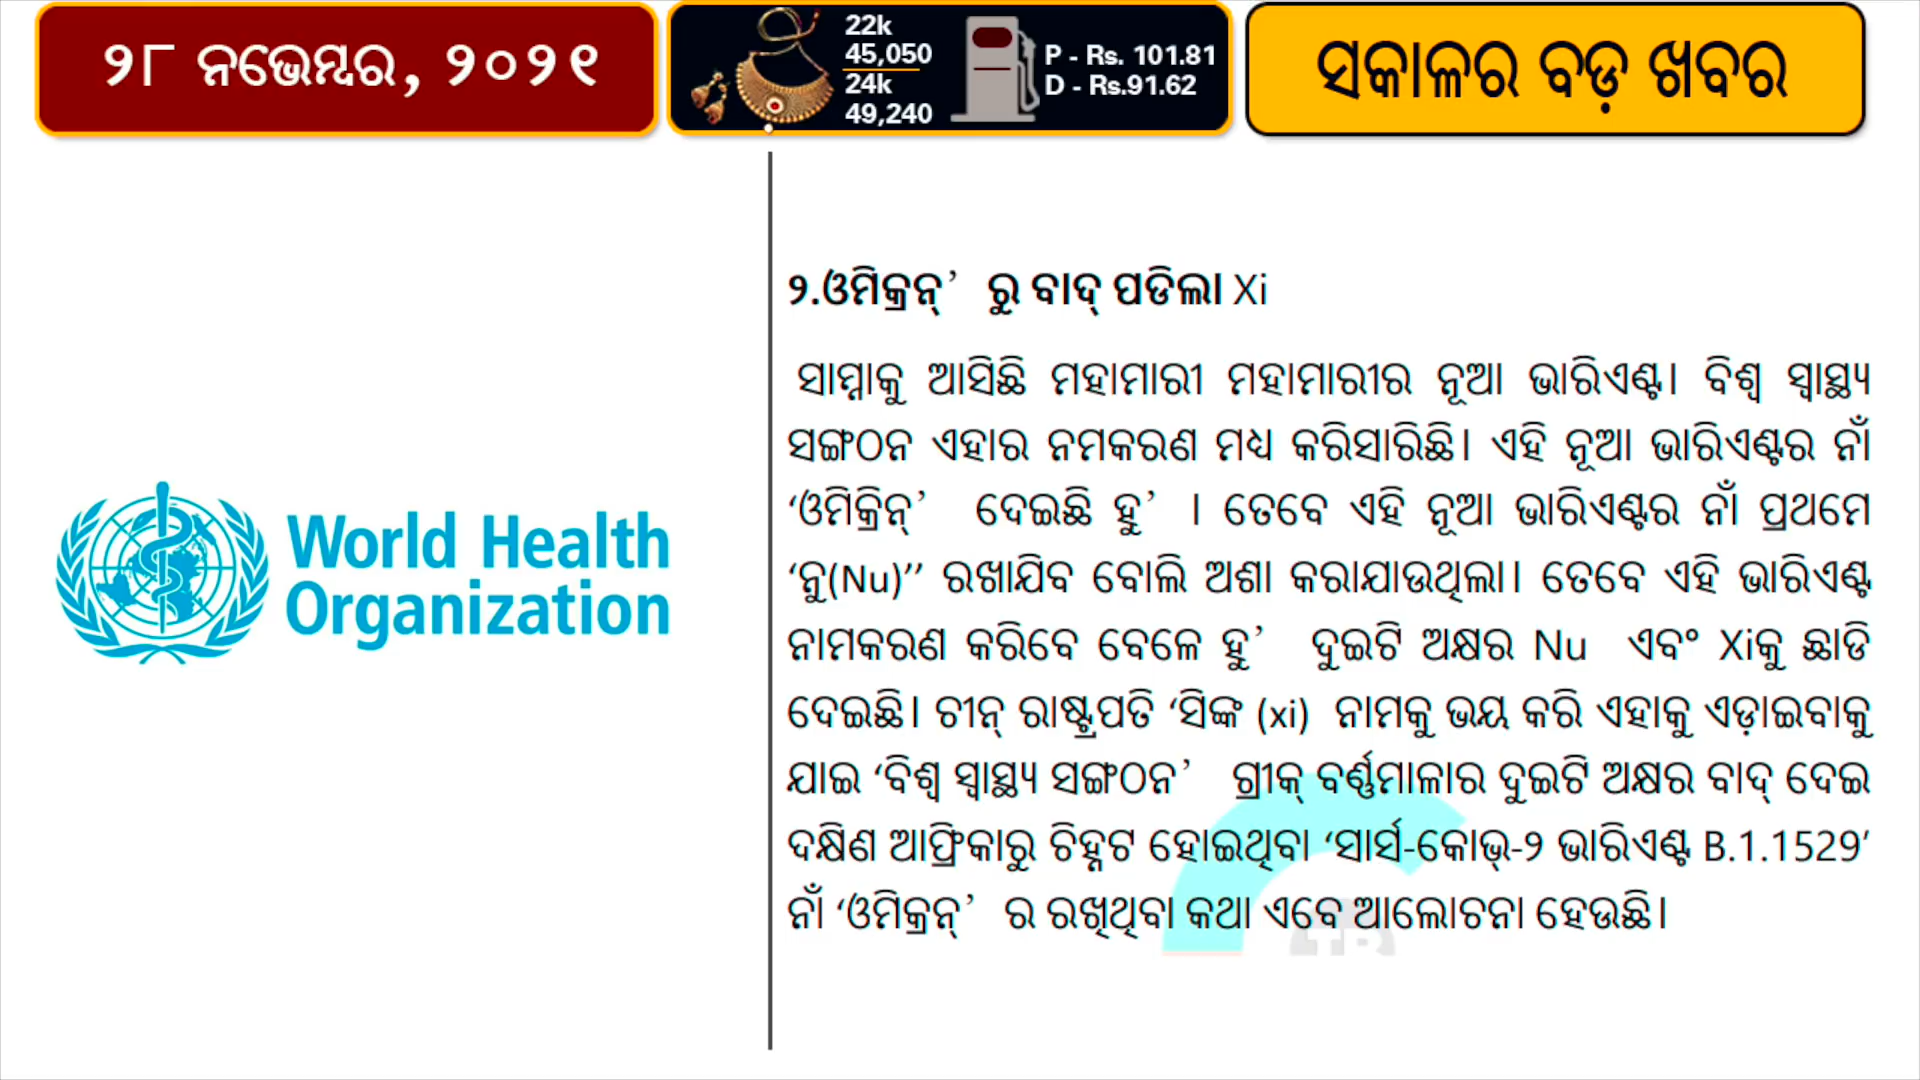 ୨୮ ନଭେମ୍ବର, ୨୦୨୧
22k
45,050
24k
49,240
P - Rs. 101.81
D - Rs.91.62
ସକାଳର ବଡ଼ ଖବର
World Health
Organization
୨.ଓମିକ୍ରନ୍’ ରୁ ବାଦ୍ ପଡିଲା Xi
ସାମ୍ନାକୁ ଆସିଛି ମହାମାରୀ ମହାମାରୀର ନୂଆ ଭାରିଏଣ୍ଟ। ବିଶ୍ୱ ସ୍ୱାସ୍ଥ୍ୟ
ସଙ୍ଗଠନ ଏହାର ନମକରଣ ମଧ୍ୟ କରିସାରିଛି। ଏହି ନୂଆ ଭାରିଏଣ୍ଟର ନାଁ
‘ଓମିକ୍ରିନ୍’ ଦେଇଛି ହୁ’ । ତେବେ ଏହି ନୂଆ ଭାରିଏଣ୍ଟର ନାଁ ପ୍ରଥମେ
‘ନୁ(Nu)’’ ରଖାଯିବ ବୋଲି ଅଶା କରାଯାଉଥିଲା। ତେବେ ଏହି ଭାରିଏଣ୍ଟ
ନାମକରଣ କରିବେ ବେଳେ ହୁ’ ଦୁଇଟି ଅକ୍ଷର Nu ଏବଂ Xiକୁ ଛାଡି
ଦେଇଛି। ଚୀନ୍ ରାଷ୍ଟ୍ରପତି ‘ସିଙ୍କ (xi) ନାମକୁ ଭୟ କରି ଏହାକୁ ଏଡ଼ାଇବାକୁ
ଯାଇ ‘ବିଶ୍ୱ ସ୍ୱାସ୍ଥ୍ୟ ସଙ୍ଗଠନ’ ଗ୍ରୀକ୍ ବର୍ଣ୍ଣମାଳାର ଦୁଇଟି ଅକ୍ଷର ବାଦ୍ ଦେଇ
ଦକ୍ଷିଣ ଆଫ୍ରିକାରୁ ଚିହ୍ନଟ ହୋଇଥିବା ‘ସାର୍ସ-କୋଭ୍-୨ ଭାରିଏଣ୍ଟ B.1.1529’
ନାଁ ‘ଓମିକ୍ରନ୍’ ର ରଖିଥିବା କଥା ଏବେ ଆଲୋଚନା ହେଉଛି।